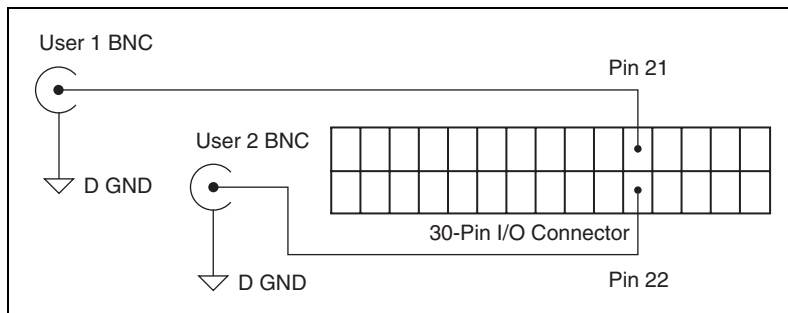 User 1 BNC
Pin 21
User 2 BNC
D GND
30-Pin I/O Connector
D GND
Pin 22